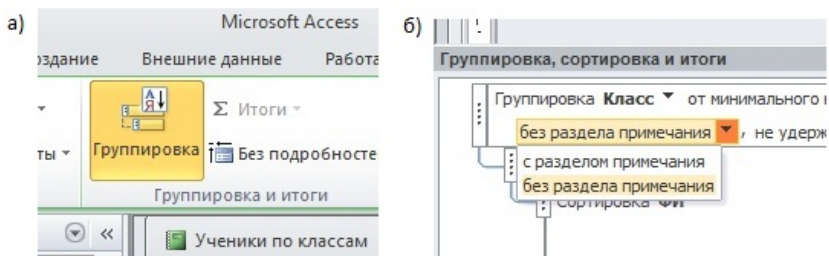 а)
Microsoft Access
здание Внешние данные Работа
Σ Итоги
ты Группировка Без подробносте
Группировка и итоги
Ученики по классам
б)
Группировка, сортировка и итоги
Группировка Класс от минимального
без раздела примечания , не удерж
с разделом примечания
без раздела примечания
Сортировка ФИ